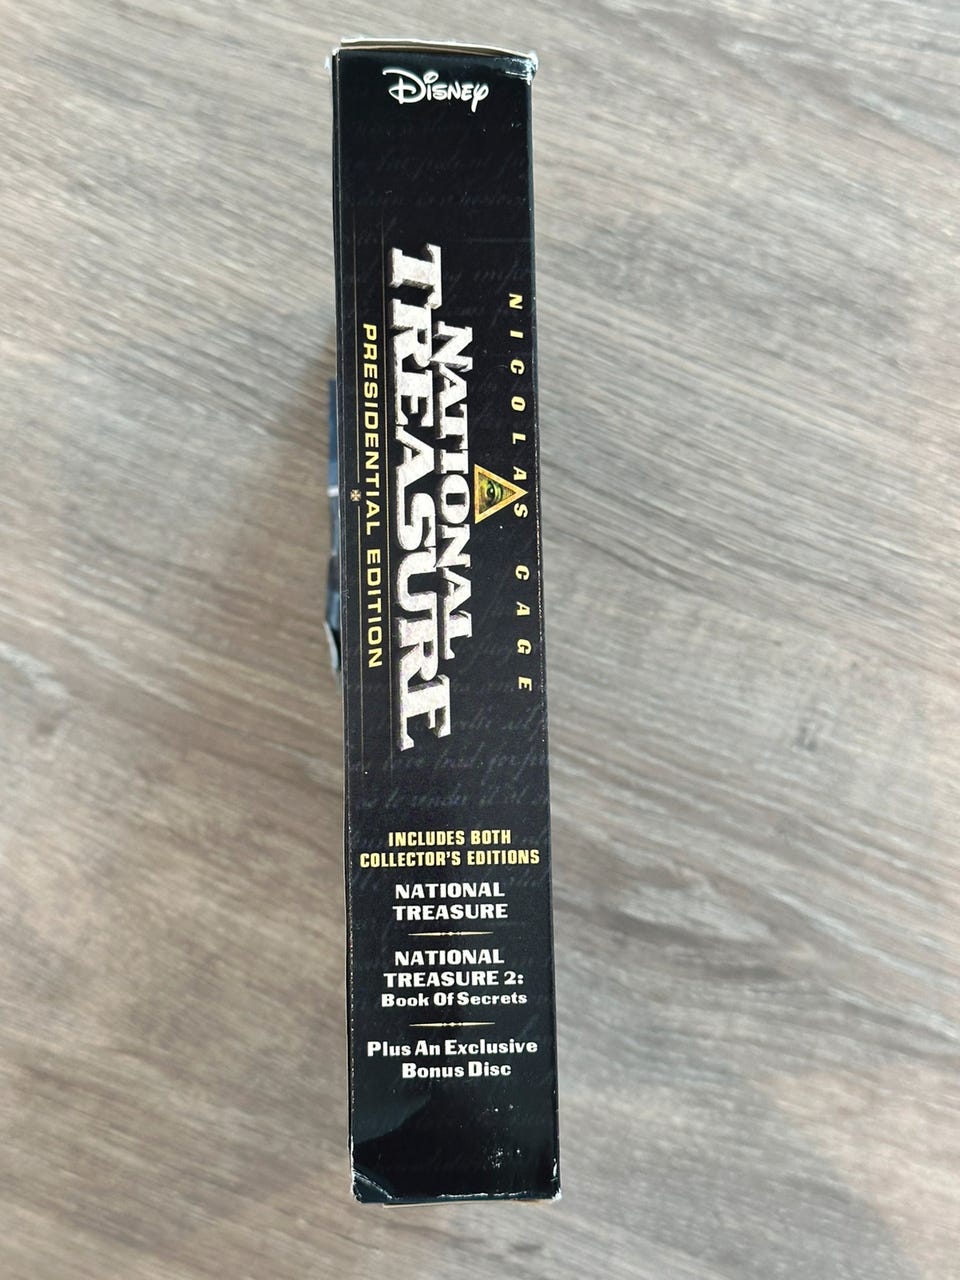 Disney
NICOLAS CAGE
NATIONAL
TREASURE
PRESIDENTIAL EDITION
INCLUDES BOTH
COLLECTOR'S EDITIONS
NATIONAL
TREASURE
NATIONAL
TREASURE 2:
Book Of Secrets
Plus An Exclusive
Bonus Disc